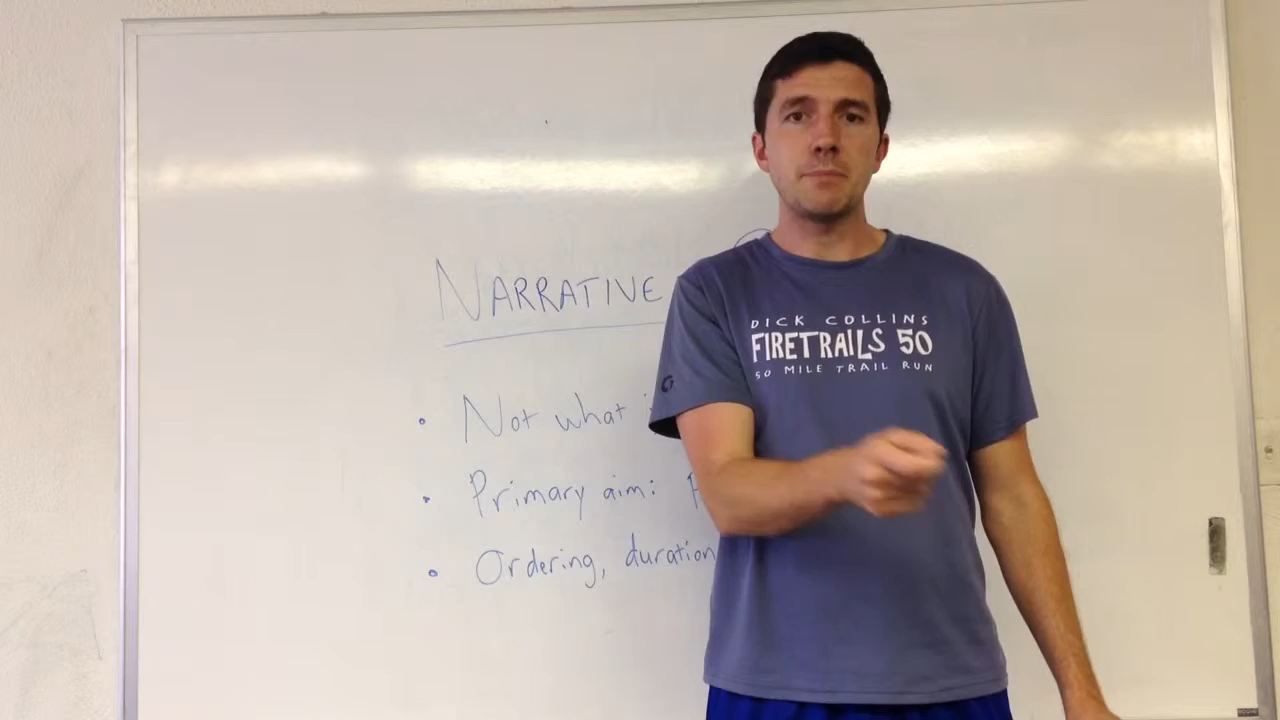 NARRATIVE
DICK COLLINS
FIRETRAILS 50
50 MILE TRAIL RUN
• Not what
• Primary aim:
• Ordering, duration